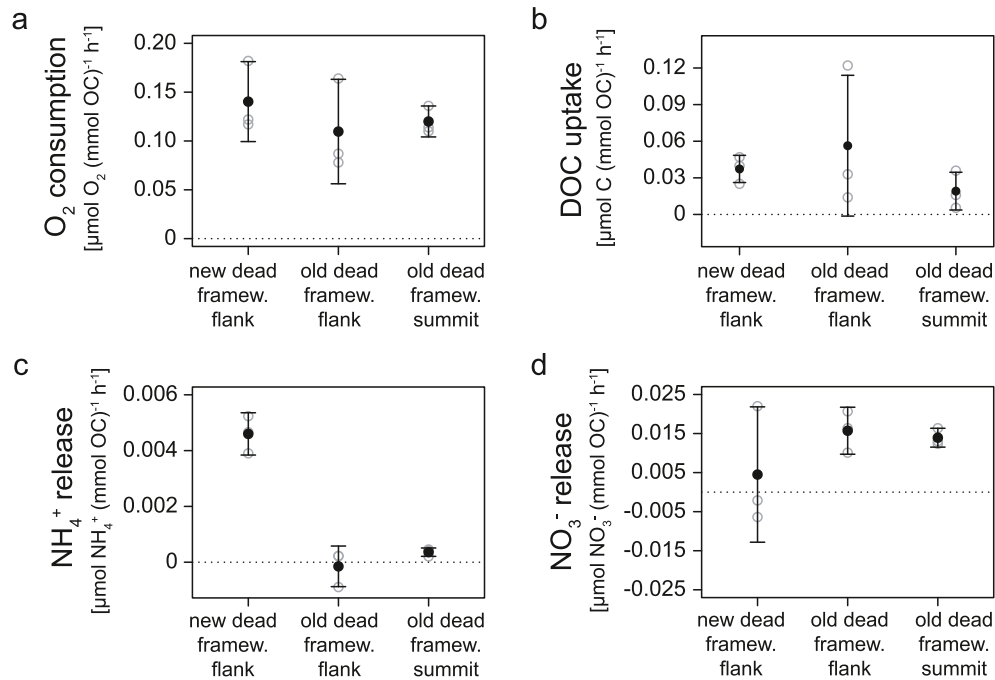 a
O₂ consumption
[µmol O₂ (mmol OC)⁻¹ h⁻¹]
0.20
0.15
0.10
0.05
0
new dead
framew.
flank
old dead
framew.
flank
old dead
framew.
summit
b
DOC uptake
[µmol C (mmol OC)⁻¹ h⁻¹]
0.12
0.09
0.06
0.03
0
new dead
framew.
flank
old dead
framew.
flank
old dead
framew.
summit
c
NH₄⁺ release
[µmol NH₄⁺ (mmol OC)⁻¹ h⁻¹]
0.006
0.004
0.002
0
new dead
framew.
flank
old dead
framew.
flank
old dead
framew.
summit
d
NO₃⁻ release
[µmol NO₃⁻ (mmol OC)⁻¹ h⁻¹]
0.025
0.015
0.005
-0.005
-0.015
-0.025
new dead
framew.
flank
old dead
framew.
flank
old dead
framew.
summit